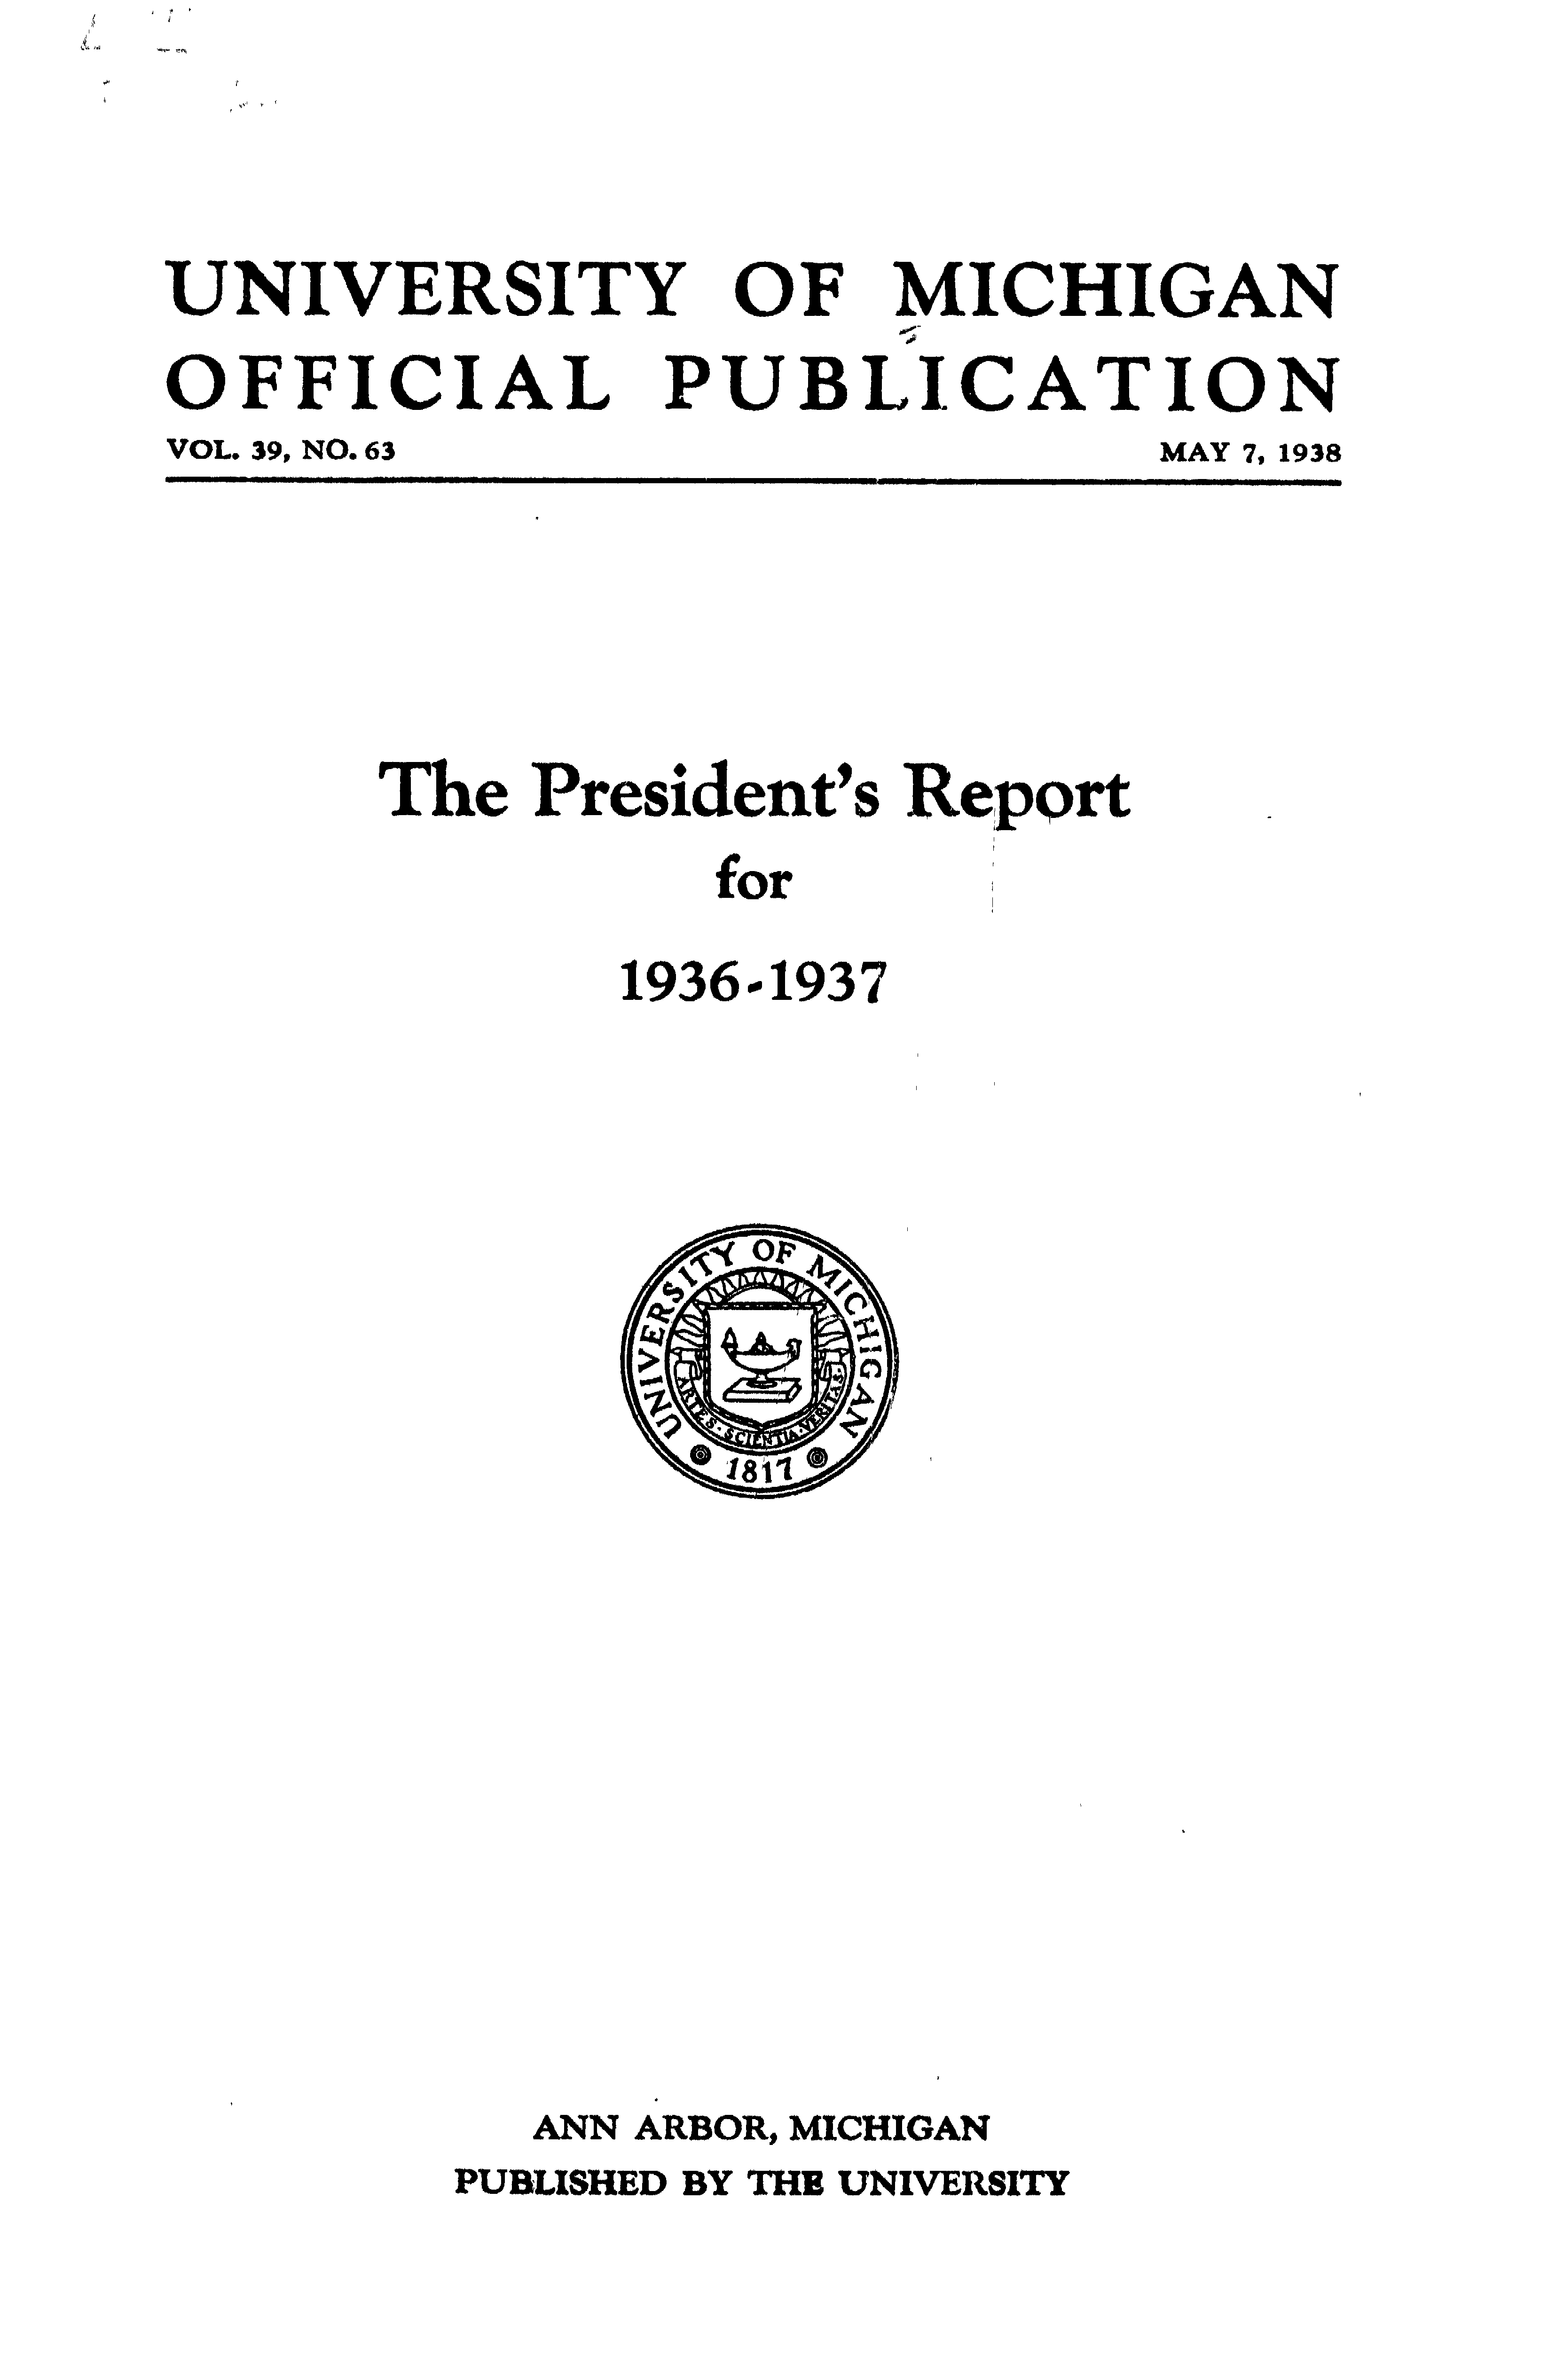 UNIVERSITY OF MICHIGAN
OFFICIAL PUBLICATION
VOL. 39, NO. 63 MAY 7, 1938
The President's Report
for
1936-1937
UNIVERSITY OF MICHIGAN
ARTES · SCIENTIA · VERITAS ·
1817
ANN ARBOR, MICHIGAN
PUBLISHED BY THE UNIVERSITY